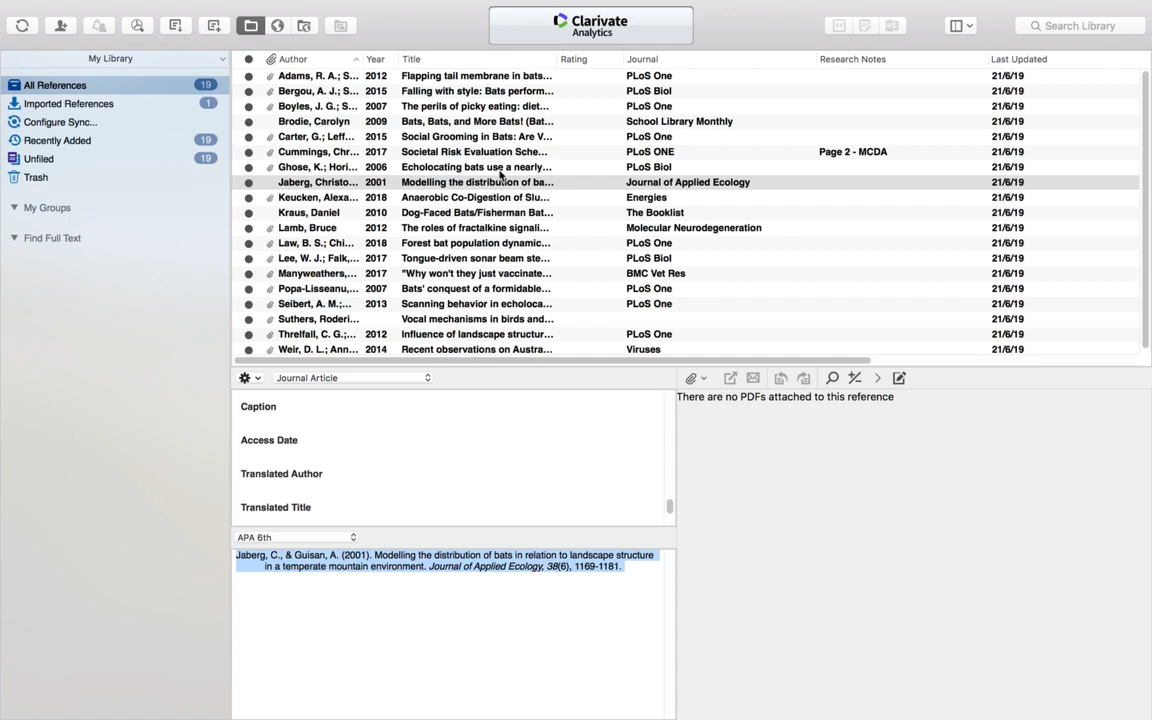 Clarivate
Analytics
Search Library
My Library
All References 19
Imported References 1
Configure Sync...
Recently Added 19
Unfiled 19
Trash
My Groups
Find Full Text
Author Year Title Rating Journal Research Notes Last Updated
Adams, R. A.; S... 2012 Flapping tail membrane in bats... PLoS One 21/6/19
Bergou, A. J.; S... 2015 Falling with style: Bats perform... PLoS Biol 21/6/19
Boyles, J. G.; S... 2007 The perils of picky eating: diet... PLoS One 21/6/19
Brodie, Carolyn 2009 Bats, Bats, and More Bats! (Bat... School Library Monthly 21/6/19
Carter, G.; Leff... 2015 Social Grooming in Bats: Are V... PLoS One 21/6/19
Cummings, Chr... 2017 Societal Risk Evaluation Sche... PLoS ONE Page 2 - MCDA 21/6/19
Ghose, K.; Hori... 2006 Echolocating bats use a nearly... PLoS Biol 21/6/19
Jaberg, Christo... 2001 Modelling the distribution of ba... Journal of Applied Ecology 21/6/19
Keucken, Alexa... 2018 Anaerobic Co-Digestion of Slu... Energies 21/6/19
Kraus, Daniel 2010 Dog-Faced Bats/Fisherman Bat... The Booklist 21/6/19
Lamb, Bruce 2012 The roles of fractalkine signali... Molecular Neurodegeneration 21/6/19
Law, B. S.; Chi... 2018 Forest bat population dynamic... PLoS One 21/6/19
Lee, W. J.; Falk,... 2017 Tongue-driven sonar beam ste... PLoS Biol 21/6/19
Manyweathers,... 2017 "Why won't they just vaccinate... BMC Vet Res 21/6/19
Popa-Lisseanu,... 2007 Bats' conquest of a formidable... PLoS One 21/6/19
Seibert, A. M.;... 2013 Scanning behavior in echoloca... PLoS One 21/6/19
Suthers, Roderi... Vocal mechanisms in birds and... 21/6/19
Threlfall, C. G.;... 2012 Influence of landscape structur... PLoS One 21/6/19
Weir, D. L.; Ann... 2014 Recent observations on Austra... Viruses 21/6/19
Journal Article
Caption
Access Date
Translated Author
Translated Title
There are no PDFs attached to this reference
APA 6th
Jaberg, C., & Guisan, A. (2001). Modelling the distribution of bats in relation to landscape structure
in a temperate mountain environment. Journal of Applied Ecology, 38(6), 1169-1181.